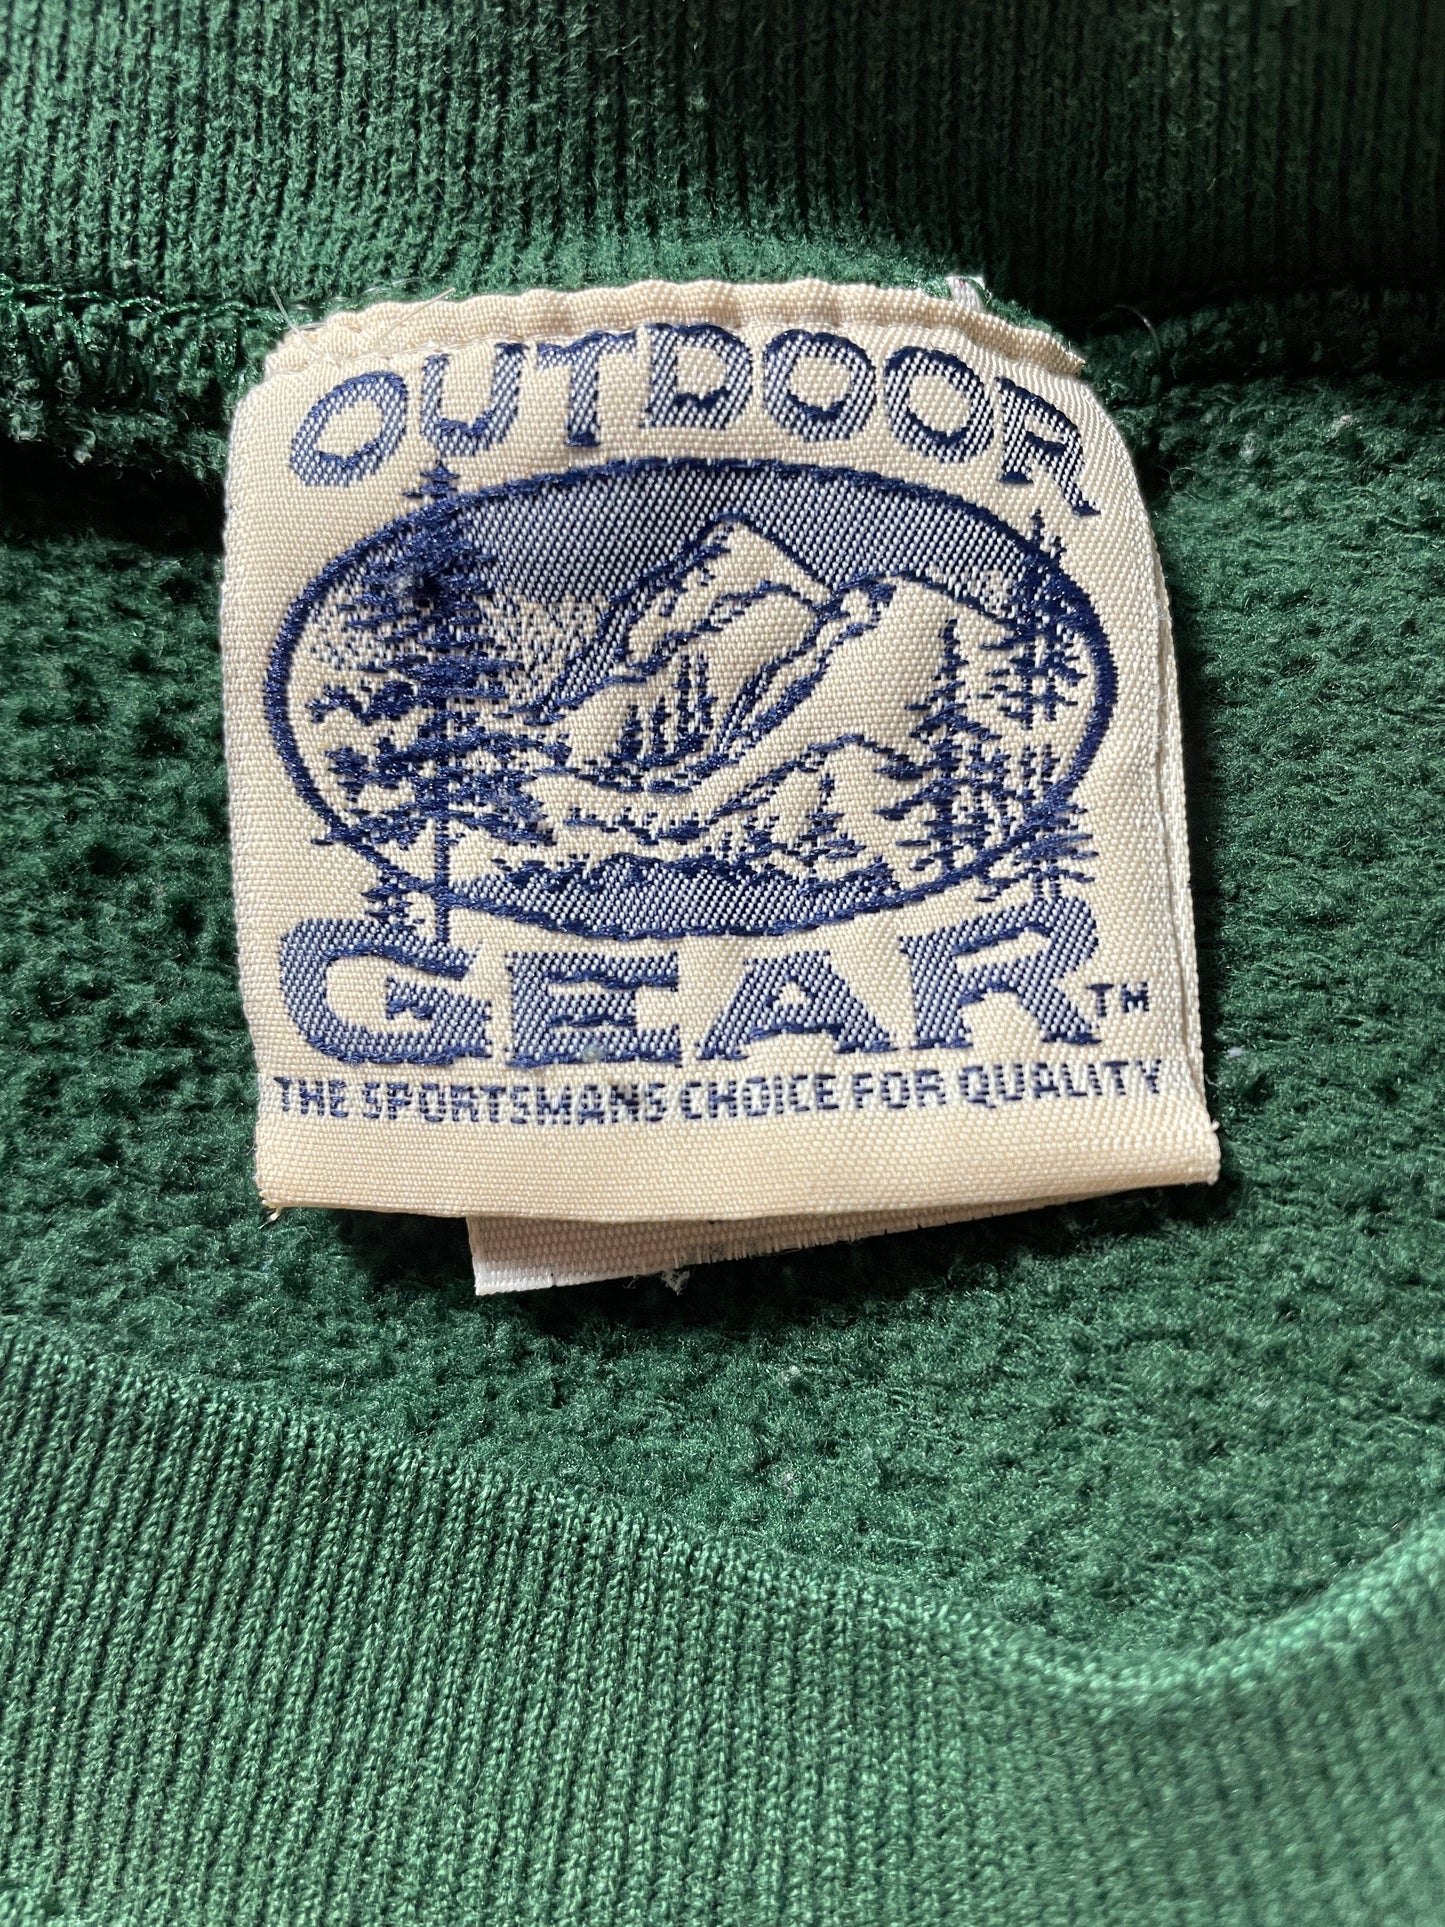 OUTDOOR
GEAR™
THE SPORTSMANS CHOICE FOR QUALITY